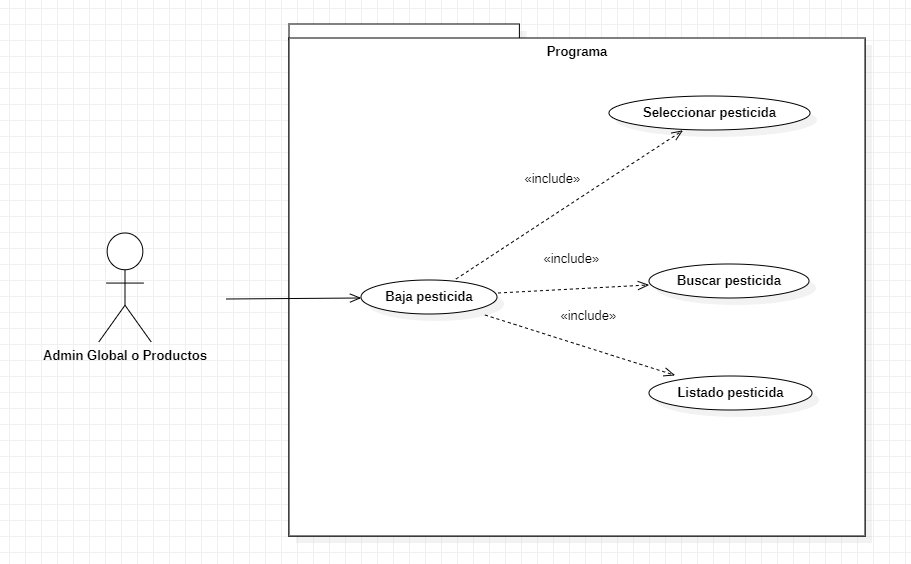 Programa
Seleccionar pesticida
«include»
«include»
Buscar pesticida
Baja pesticida
«include»
Admin Global o Productos
Listado pesticida